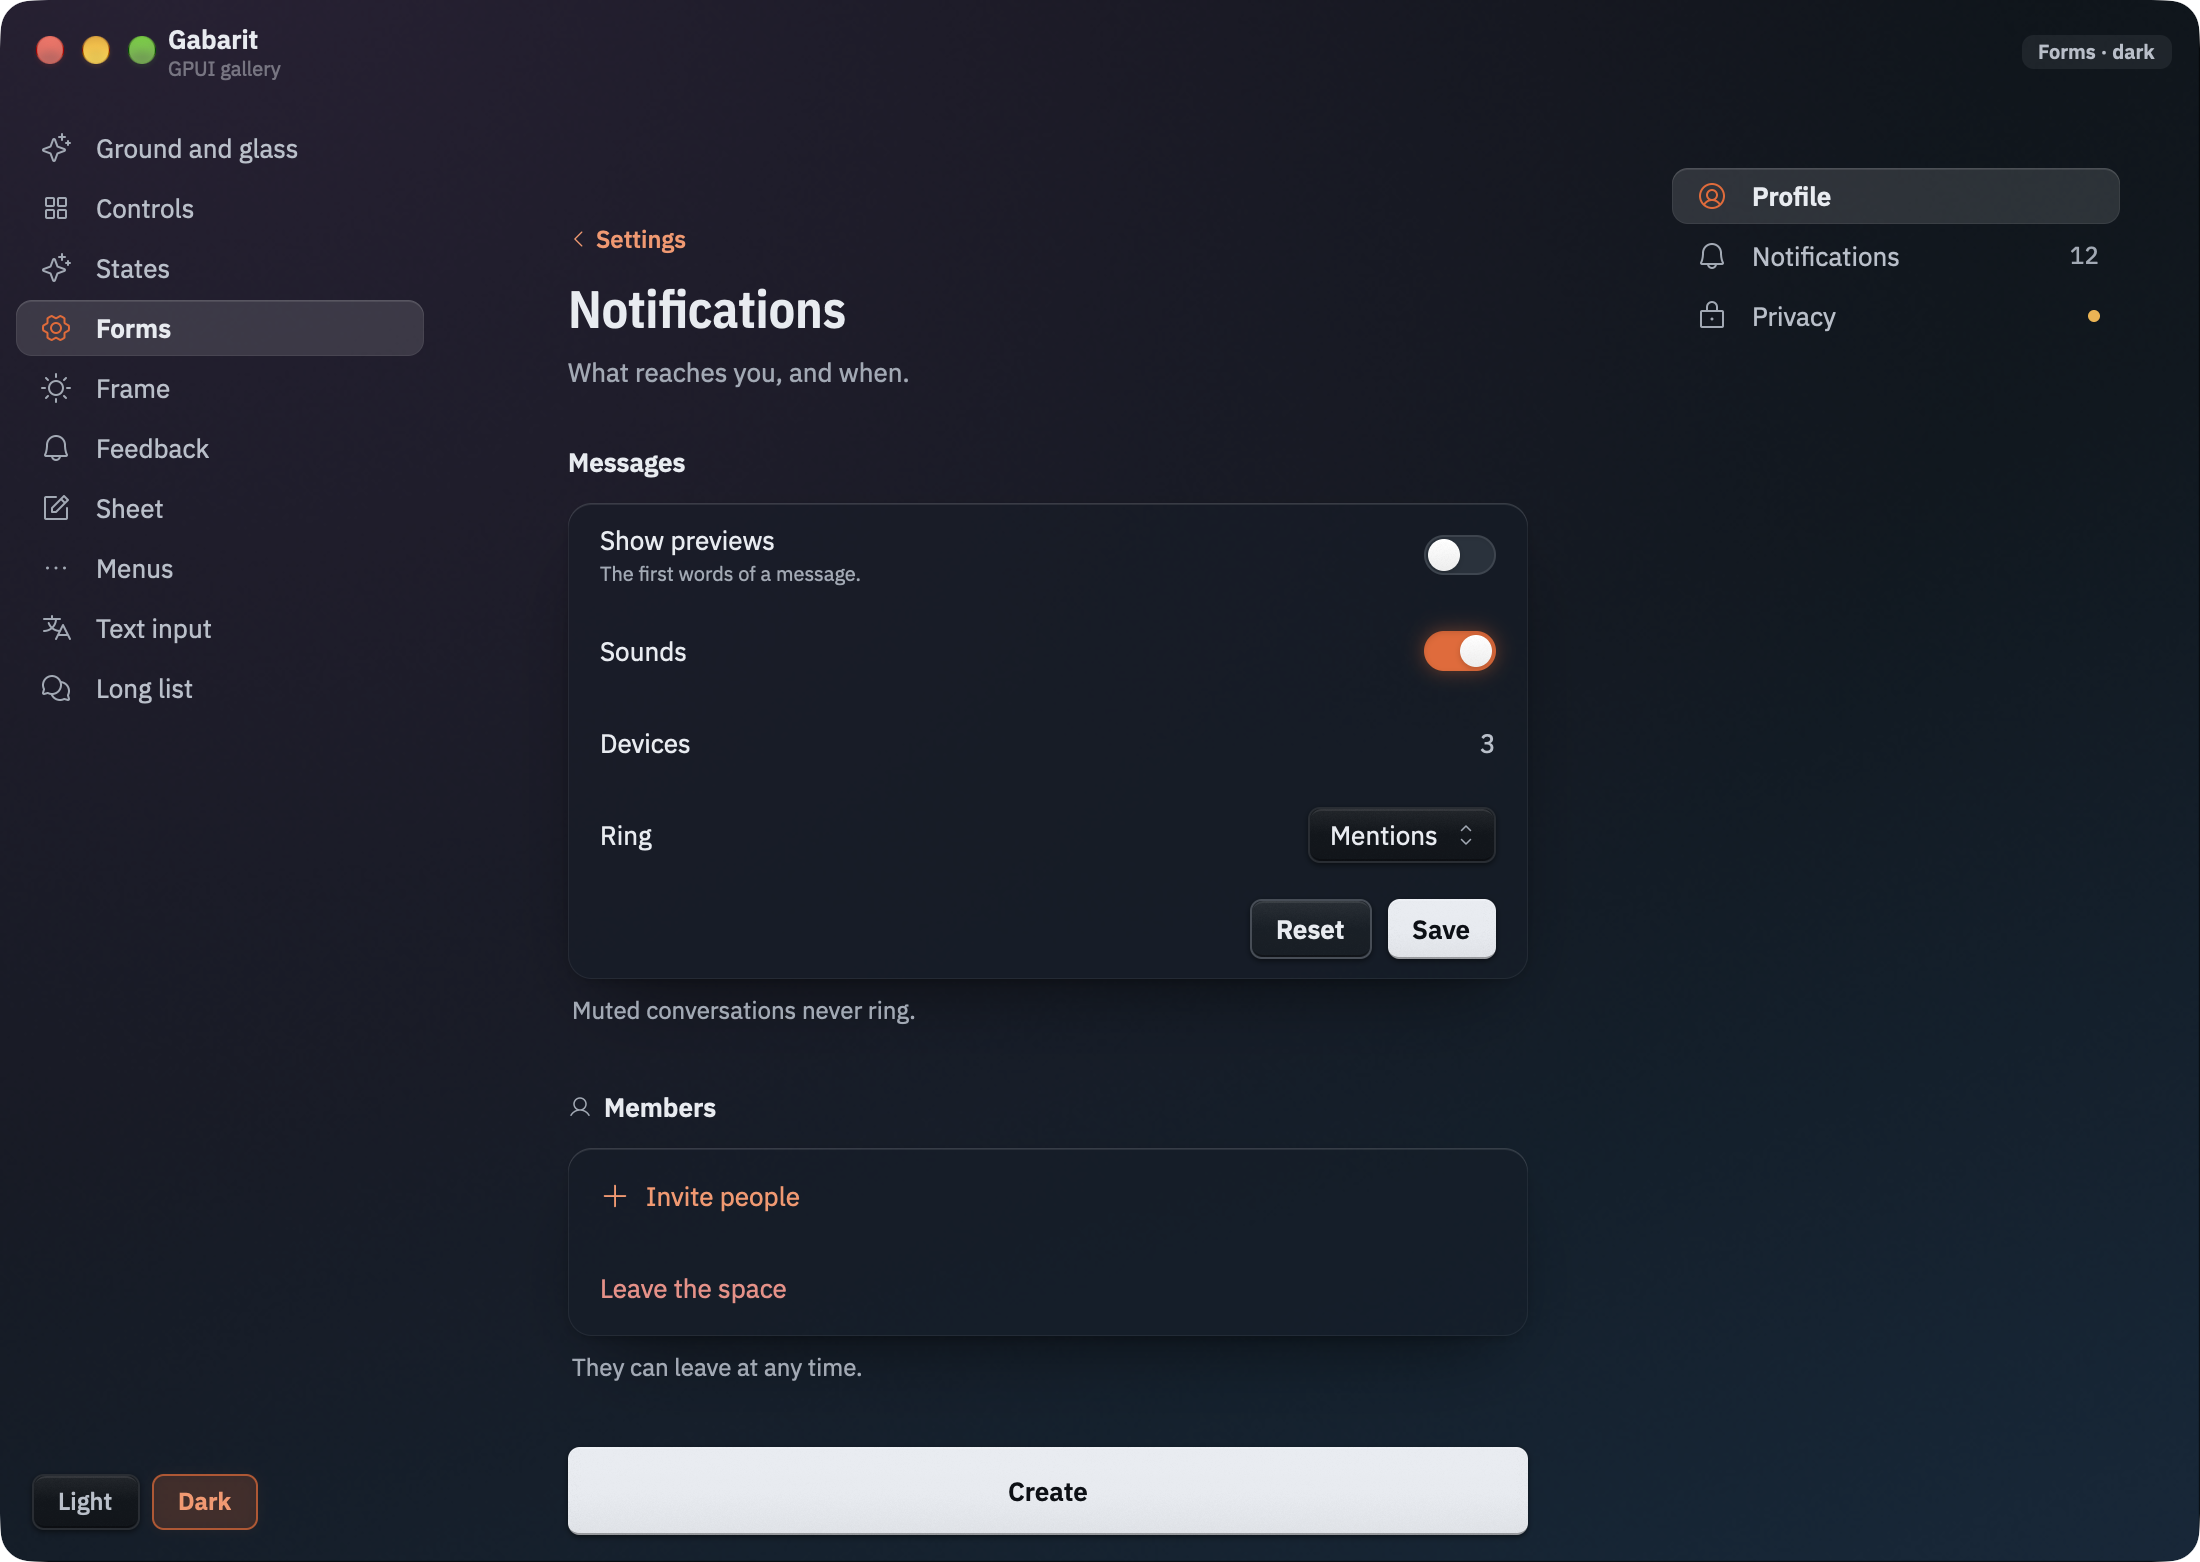 Gabarit
GPUI gallery
Forms · dark
Ground and glass
Controls
States
Forms
Frame
Feedback
Sheet
Menus
Text input
Long list
Light
Dark
Settings
Notifications
What reaches you, and when.
Messages
Show previews
The first words of a message.
Sounds
Devices
3
Ring
Mentions
Reset
Save
Muted conversations never ring.
Members
Invite people
Leave the space
They can leave at any time.
Create
Profile
Notifications
12
Privacy